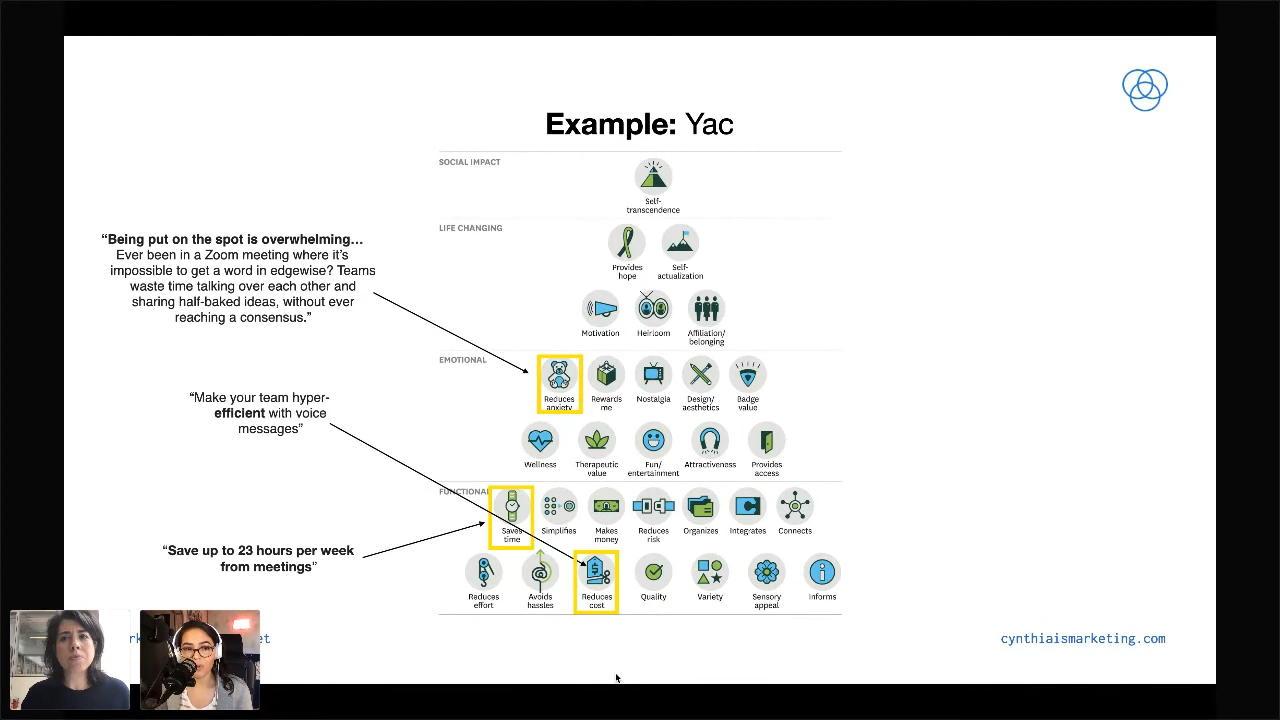 Example: Yac
SOCIAL IMPACT
Self-
transcendence
LIFE CHANGING
Provides
hope
Self-
actualization
Motivation
Heirloom
Affiliation/
belonging
“Being put on the spot is overwhelming…
Ever been in a Zoom meeting where it’s
impossible to get a word in edgewise? Teams
waste time talking over each other and
sharing half-baked ideas, without ever
reaching a consensus.”
EMOTIONAL
Reduces
anxiety
Rewards
me
Nostalgia
Design/
aesthetics
Badge
value
“Make your team hyper-
efficient with voice
messages”
Wellness
Therapeutic
value
Fun/
entertainment
Attractiveness
Provides
access
FUNCTIONAL
Saves
time
Simplifies
Makes
money
Reduces
risk
Organizes
Integrates
Connects
“Save up to 23 hours per week
from meetings”
Reduces
effort
Avoids
hassles
Reduces
cost
Quality
Variety
Sensory
appeal
Informs
cynthiaismarketing.com